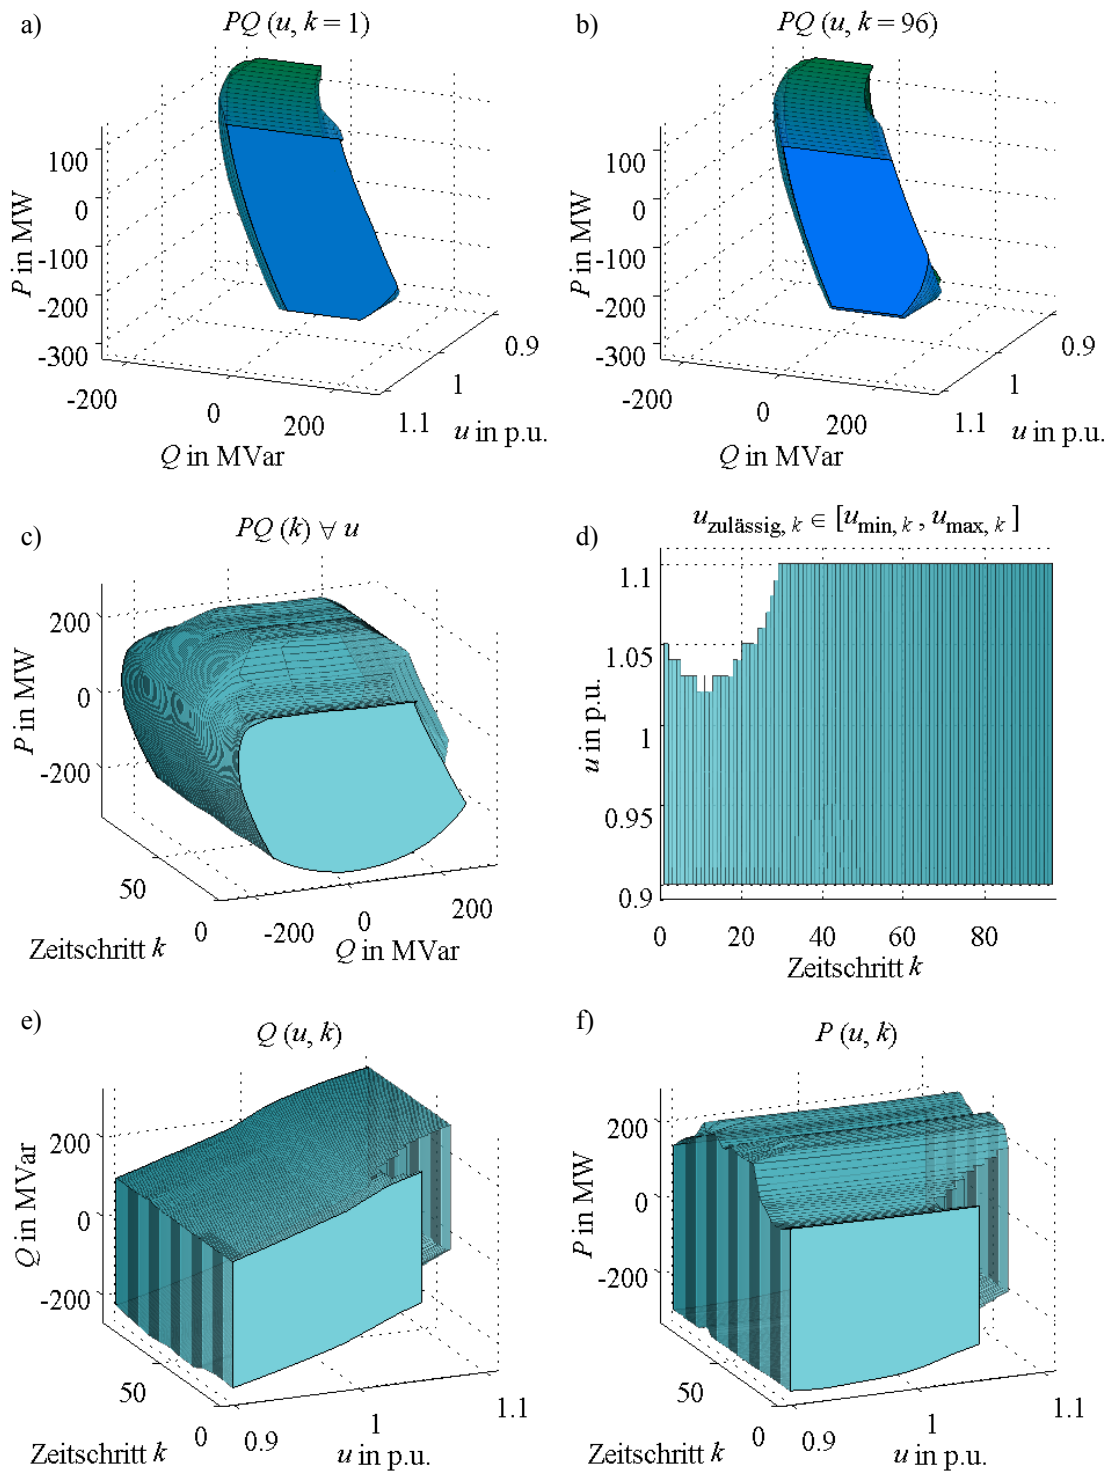 a)
PQ (u, k = 1)
100
0
-100
-200
-300
P in MW
-200
0
200
Q in MVar
0.9
1
1.1
u in p.u.
b)
PQ (u, k = 96)
100
0
-100
-200
-300
P in MW
-200
0
200
Q in MVar
0.9
1
1.1
u in p.u.
c)
PQ (k) ∀ u
200
0
-200
P in MW
50
0
Zeitschritt k
-200
0
200
Q in MVar
d)
u_zulässig, k ∈ [u_min, k , u_max, k ]
1.1
1.05
1
0.95
0.9
u in p.u.
0
20
40
60
80
Zeitschritt k
e)
Q (u, k)
200
0
-200
Q in MVar
50
0
Zeitschritt k
0.9
1
1.1
u in p.u.
f)
P (u, k)
200
0
-200
P in MW
50
0
Zeitschritt k
0.9
1
1.1
u in p.u.